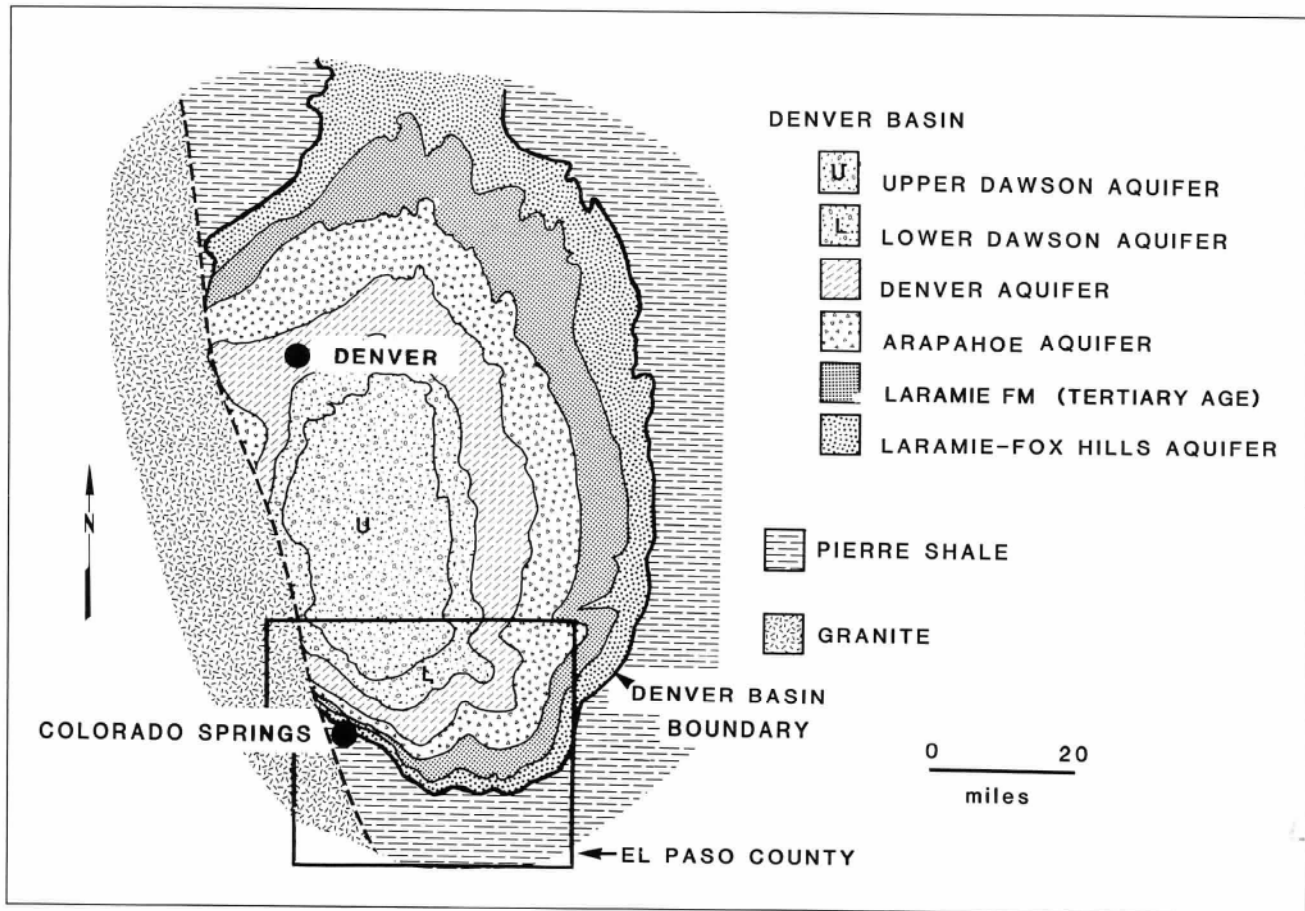 DENVER BASIN
U UPPER DAWSON AQUIFER
L LOWER DAWSON AQUIFER
DENVER AQUIFER
ARAPAHOE AQUIFER
LARAMIE FM (TERTIARY AGE)
LARAMIE-FOX HILLS AQUIFER
PIERRE SHALE
GRANITE
N
DENVER
U
L
COLORADO SPRINGS
DENVER BASIN
BOUNDARY
0 20
miles
EL PASO COUNTY